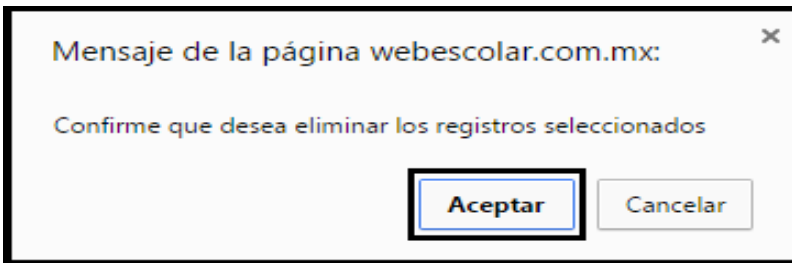 Mensaje de la página webescolar.com.mx:
Confirme que desea eliminar los registros seleccionados
Aceptar
Cancelar